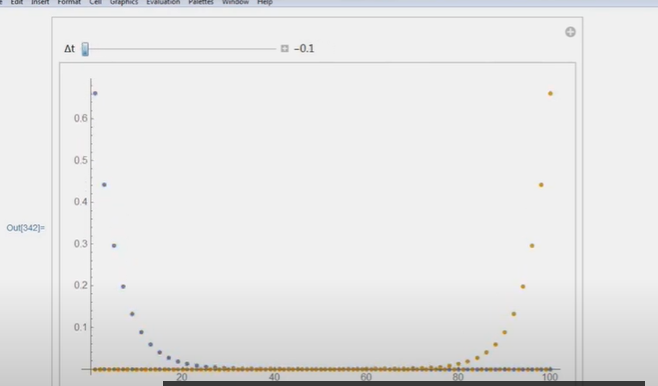 Edit Insert Format Cell Graphics Evaluation Palettes Window Help
Δt −0.1
0.6
0.5
0.4
Out[342]=
0.3
0.2
0.1
20 40 60 80 100